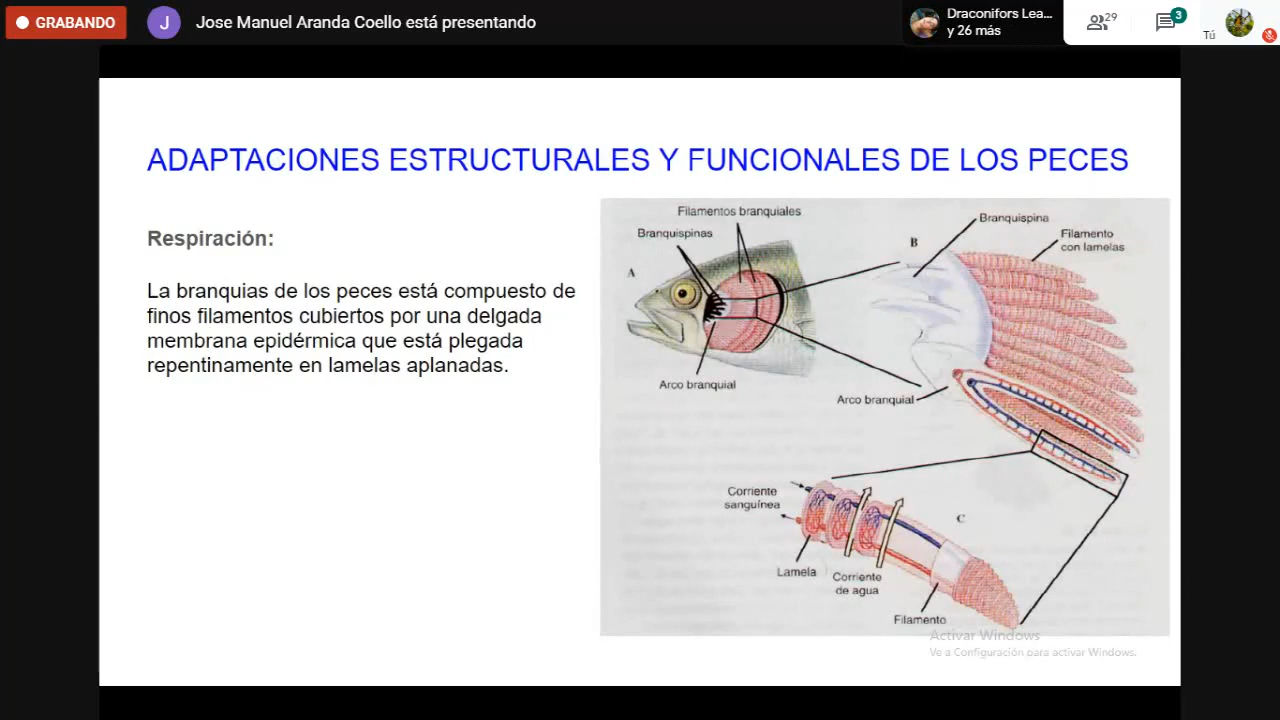 GRABANDO
J
Jose Manuel Aranda Coello está presentando
Draconifors Lea...
y 26 más
29
3
Tú
ADAPTACIONES ESTRUCTURALES Y FUNCIONALES DE LOS PECES
Respiración:
La branquias de los peces está compuesto de
finos filamentos cubiertos por una delgada
membrana epidérmica que está plegada
repentinamente en lamelas aplanadas.
Filamentos branquiales
Branquispinas
A
Arco branquial
B
Branquispina
Filamento
con lamelas
Arco branquial
Corriente
sanguínea
C
Lamela
Corriente
de agua
Filamento
Activar Windows
Ve a Configuración para activar Windows.